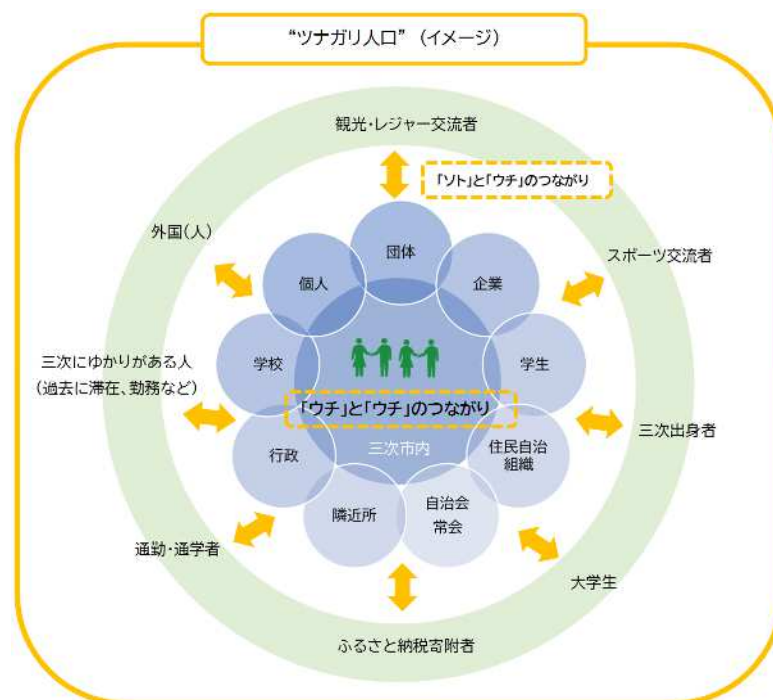 “ツナガリ人口”（イメージ）
観光・レジャー交流者
「ソト」と「ウチ」のつながり
外国（人）
スポーツ交流者
団体
個人
企業
学校
学生
三次にゆかりがある人
（過去に滞在、勤務など）
「ウチ」と「ウチ」のつながり
三次市内
三次出身者
行政
住民自治
組織
隣近所
自治会
常会
通勤・通学者
大学生
ふるさと納税寄附者